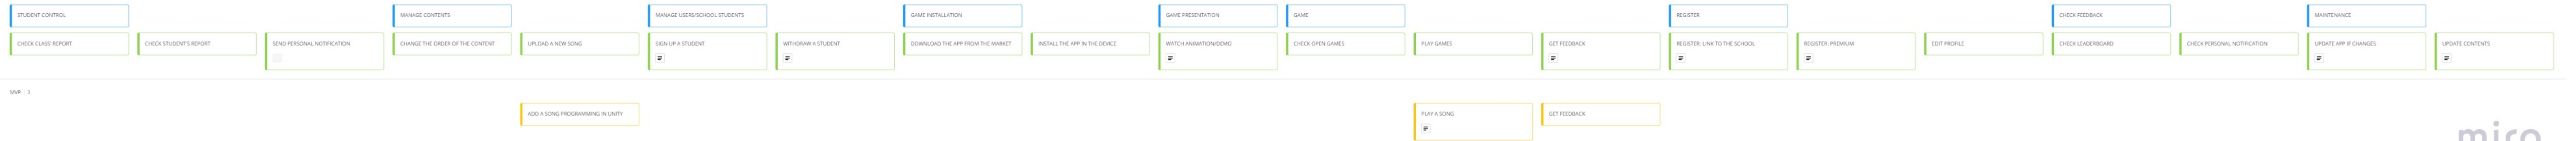 STUDENT CONTROL
MANAGE CONTENTS
MANAGE USERS/SCHOOL STUDENTS
GAME INSTALLATION
GAME PRESENTATION
GAME
REGISTER
CHECK FEEDBACK
MAINTENANCE
CHECK CLASS' REPORT
CHECK STUDENT'S REPORT
SEND PERSONAL NOTIFICATION
CHANGE THE ORDER OF THE CONTENT
UPLOAD A NEW SONG
SIGN UP A STUDENT
WITHDRAW A STUDENT
DOWNLOAD THE APP FROM THE MARKET
INSTALL THE APP IN THE DEVICE
WATCH ANIMATION/DEMO
CHECK OPEN GAMES
PLAY GAMES
GET FEEDBACK
REGISTER: LINK TO THE SCHOOL
REGISTER: PREMIUM
EDIT PROFILE
CHECK LEADERBOARD
CHECK PERSONAL NOTIFICATION
UPDATE APP IF CHANGES
UPDATE CONTENTS
MVP 3
ADD A SONG PROGRAMMING IN UNITY
PLAY A SONG
GET FEEDBACK
miro